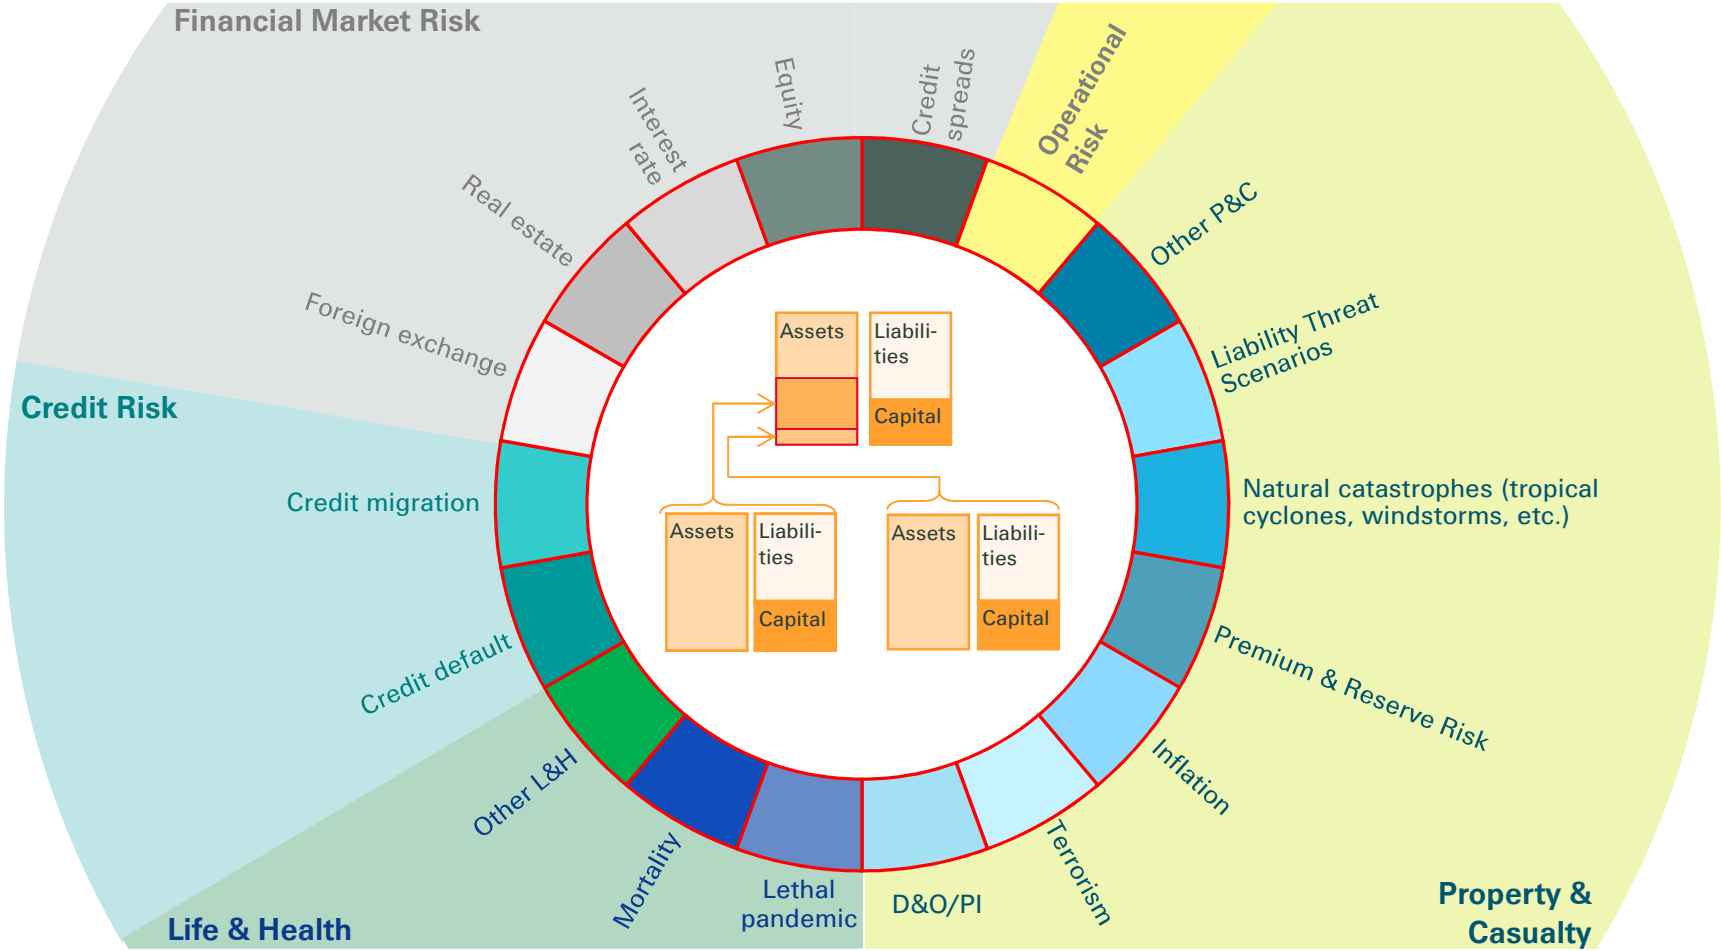 Financial Market Risk
Equity
Credit
spreads
Operational
Risk
Interest
rate
Real estate
Foreign exchange
Other P&C
Liability Threat
Scenarios
Credit Risk
Credit migration
Credit default
Natural catastrophes (tropical
cyclones, windstorms, etc.)
Premium & Reserve Risk
Inflation
Terrorism
D&O/PI
Lethal
pandemic
Mortality
Other L&H
Life & Health
Property &
Casualty
Assets
Liabili-
ties
Capital
Assets
Liabili-
ties
Capital
Assets
Liabili-
ties
Capital